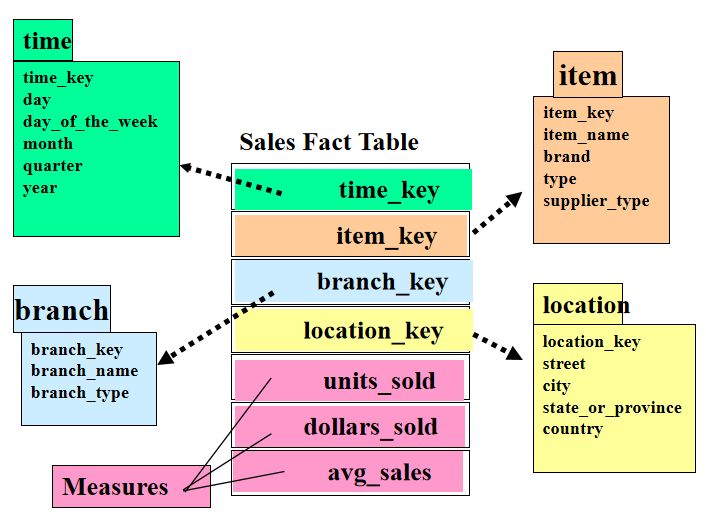 time
time_key
day
day_of_the_week
month
quarter
year
item
item_key
item_name
brand
type
supplier_type
Sales Fact Table
time_key
item_key
branch_key
location_key
units_sold
dollars_sold
avg_sales
branch
branch_key
branch_name
branch_type
location
location_key
street
city
state_or_province
country
Measures